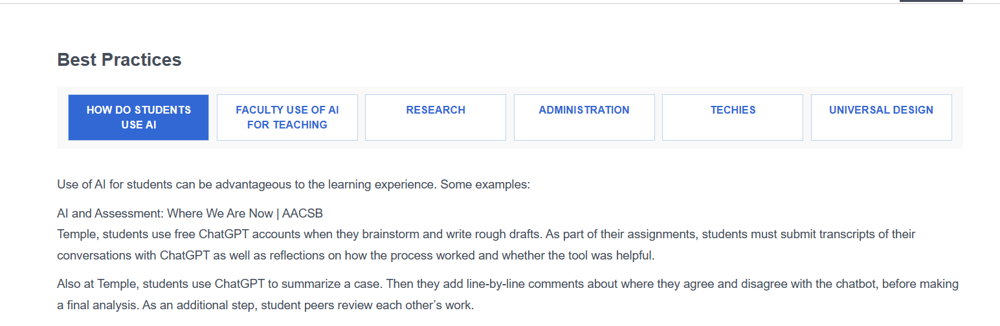 Best Practices
HOW DO STUDENTS
USE AI
FACULTY USE OF AI
FOR TEACHING
RESEARCH
ADMINISTRATION
TECHIES
UNIVERSAL DESIGN
Use of AI for students can be advantageous to the learning experience. Some examples:
AI and Assessment: Where We Are Now | AACSB
Temple, students use free ChatGPT accounts when they brainstorm and write rough drafts. As part of their assignments, students must submit transcripts of their
conversations with ChatGPT as well as reflections on how the process worked and whether the tool was helpful.
Also at Temple, students use ChatGPT to summarize a case. Then they add line-by-line comments about where they agree and disagree with the chatbot, before making
a final analysis. As an additional step, student peers review each other’s work.